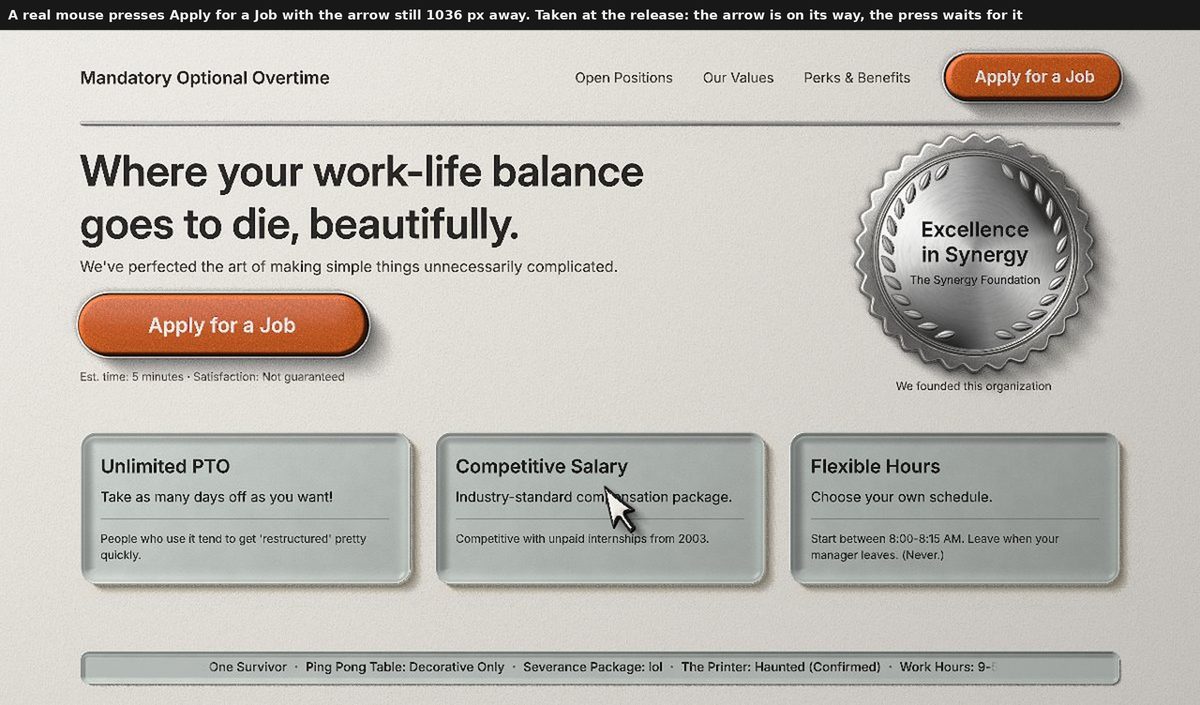 A real mouse presses Apply for a Job with the arrow still 1036 px away. Taken at the release: the arrow is on its way, the press waits for it
Mandatory Optional Overtime
Open Positions
Our Values
Perks & Benefits
Apply for a Job
Where your work-life balance
goes to die, beautifully.
We've perfected the art of making simple things unnecessarily complicated.
Apply for a Job
Est. time: 5 minutes · Satisfaction: Not guaranteed
Excellence
in Synergy
The Synergy Foundation
We founded this organization
Unlimited PTO
Take as many days off as you want!
People who use it tend to get 'restructured' pretty
quickly.
Competitive Salary
Industry-standard package.
Competitive with unpaid internships from 2003.
Flexible Hours
Choose your own schedule.
Start between 8:00-8:15 AM. Leave when your
manager leaves. (Never.)
One Survivor · Ping Pong Table: Decorative Only · Severance Package: lol · The Printer: Haunted (Confirmed) · Work Hours: 9-